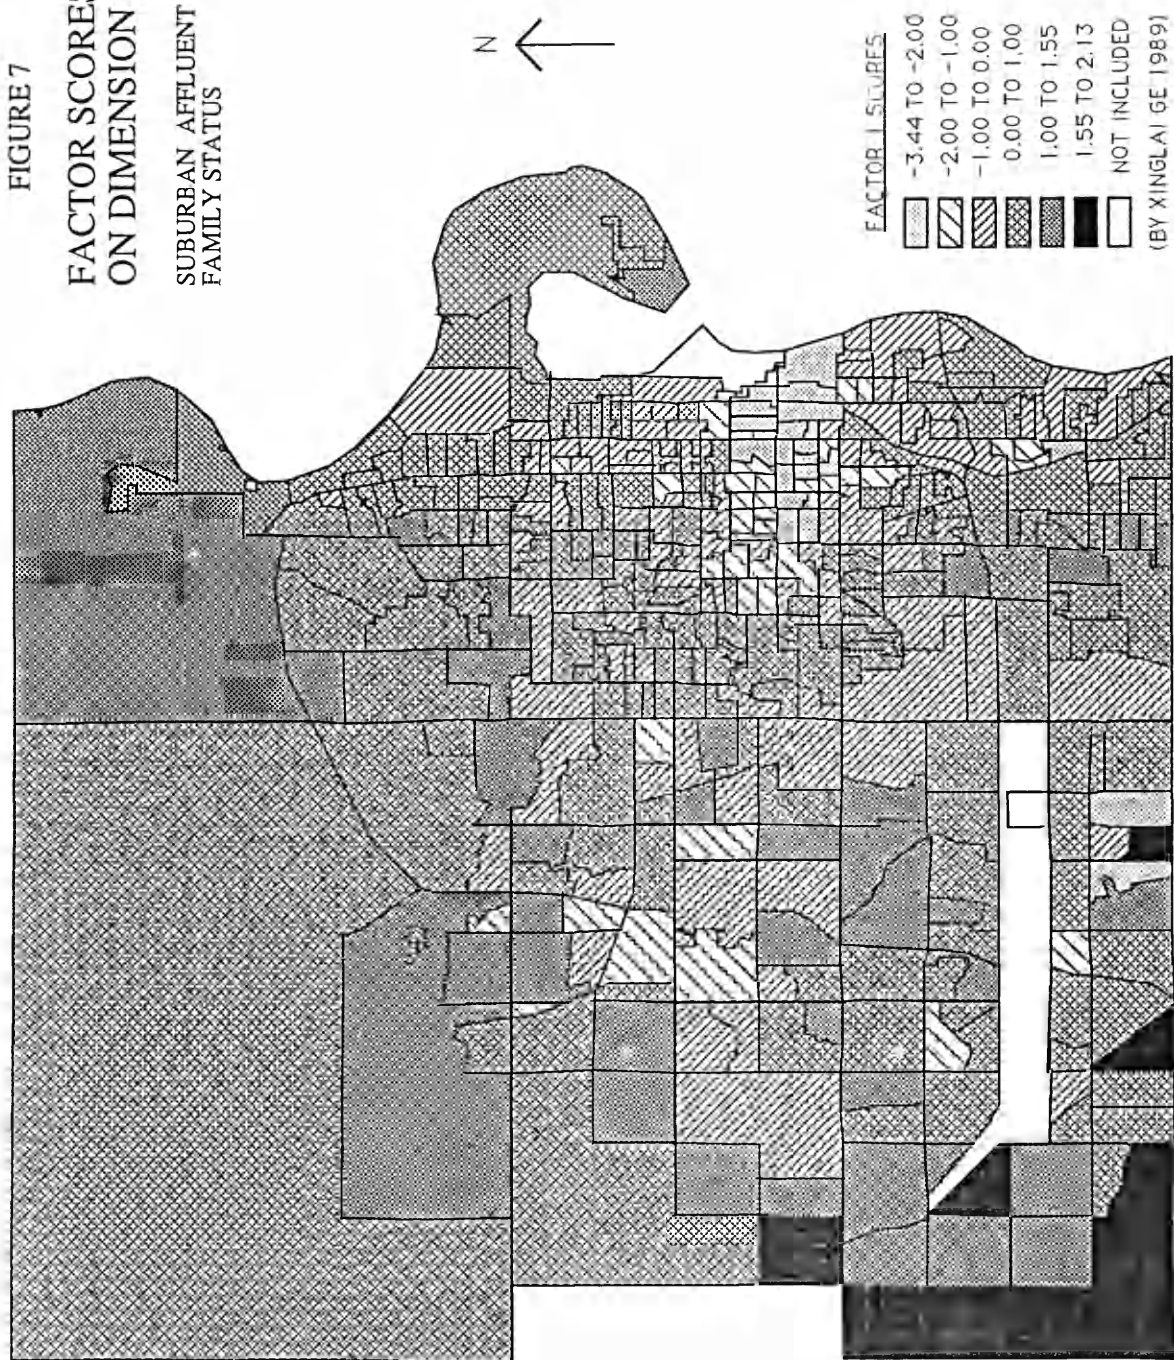 FIGURE 7
FACTOR SCORES
ON DIMENSION
SUBURBAN AFFLUENT
FAMILY STATUS
N
FACTOR 1 SCORES
-3.44 TO -2.00
-2.00 TO -1.00
-1.00 TO 0.00
0.00 TO 1.00
1.00 TO 1.55
1.55 TO 2.13
NOT INCLUDED
(BY XINGLAI GE 1989)